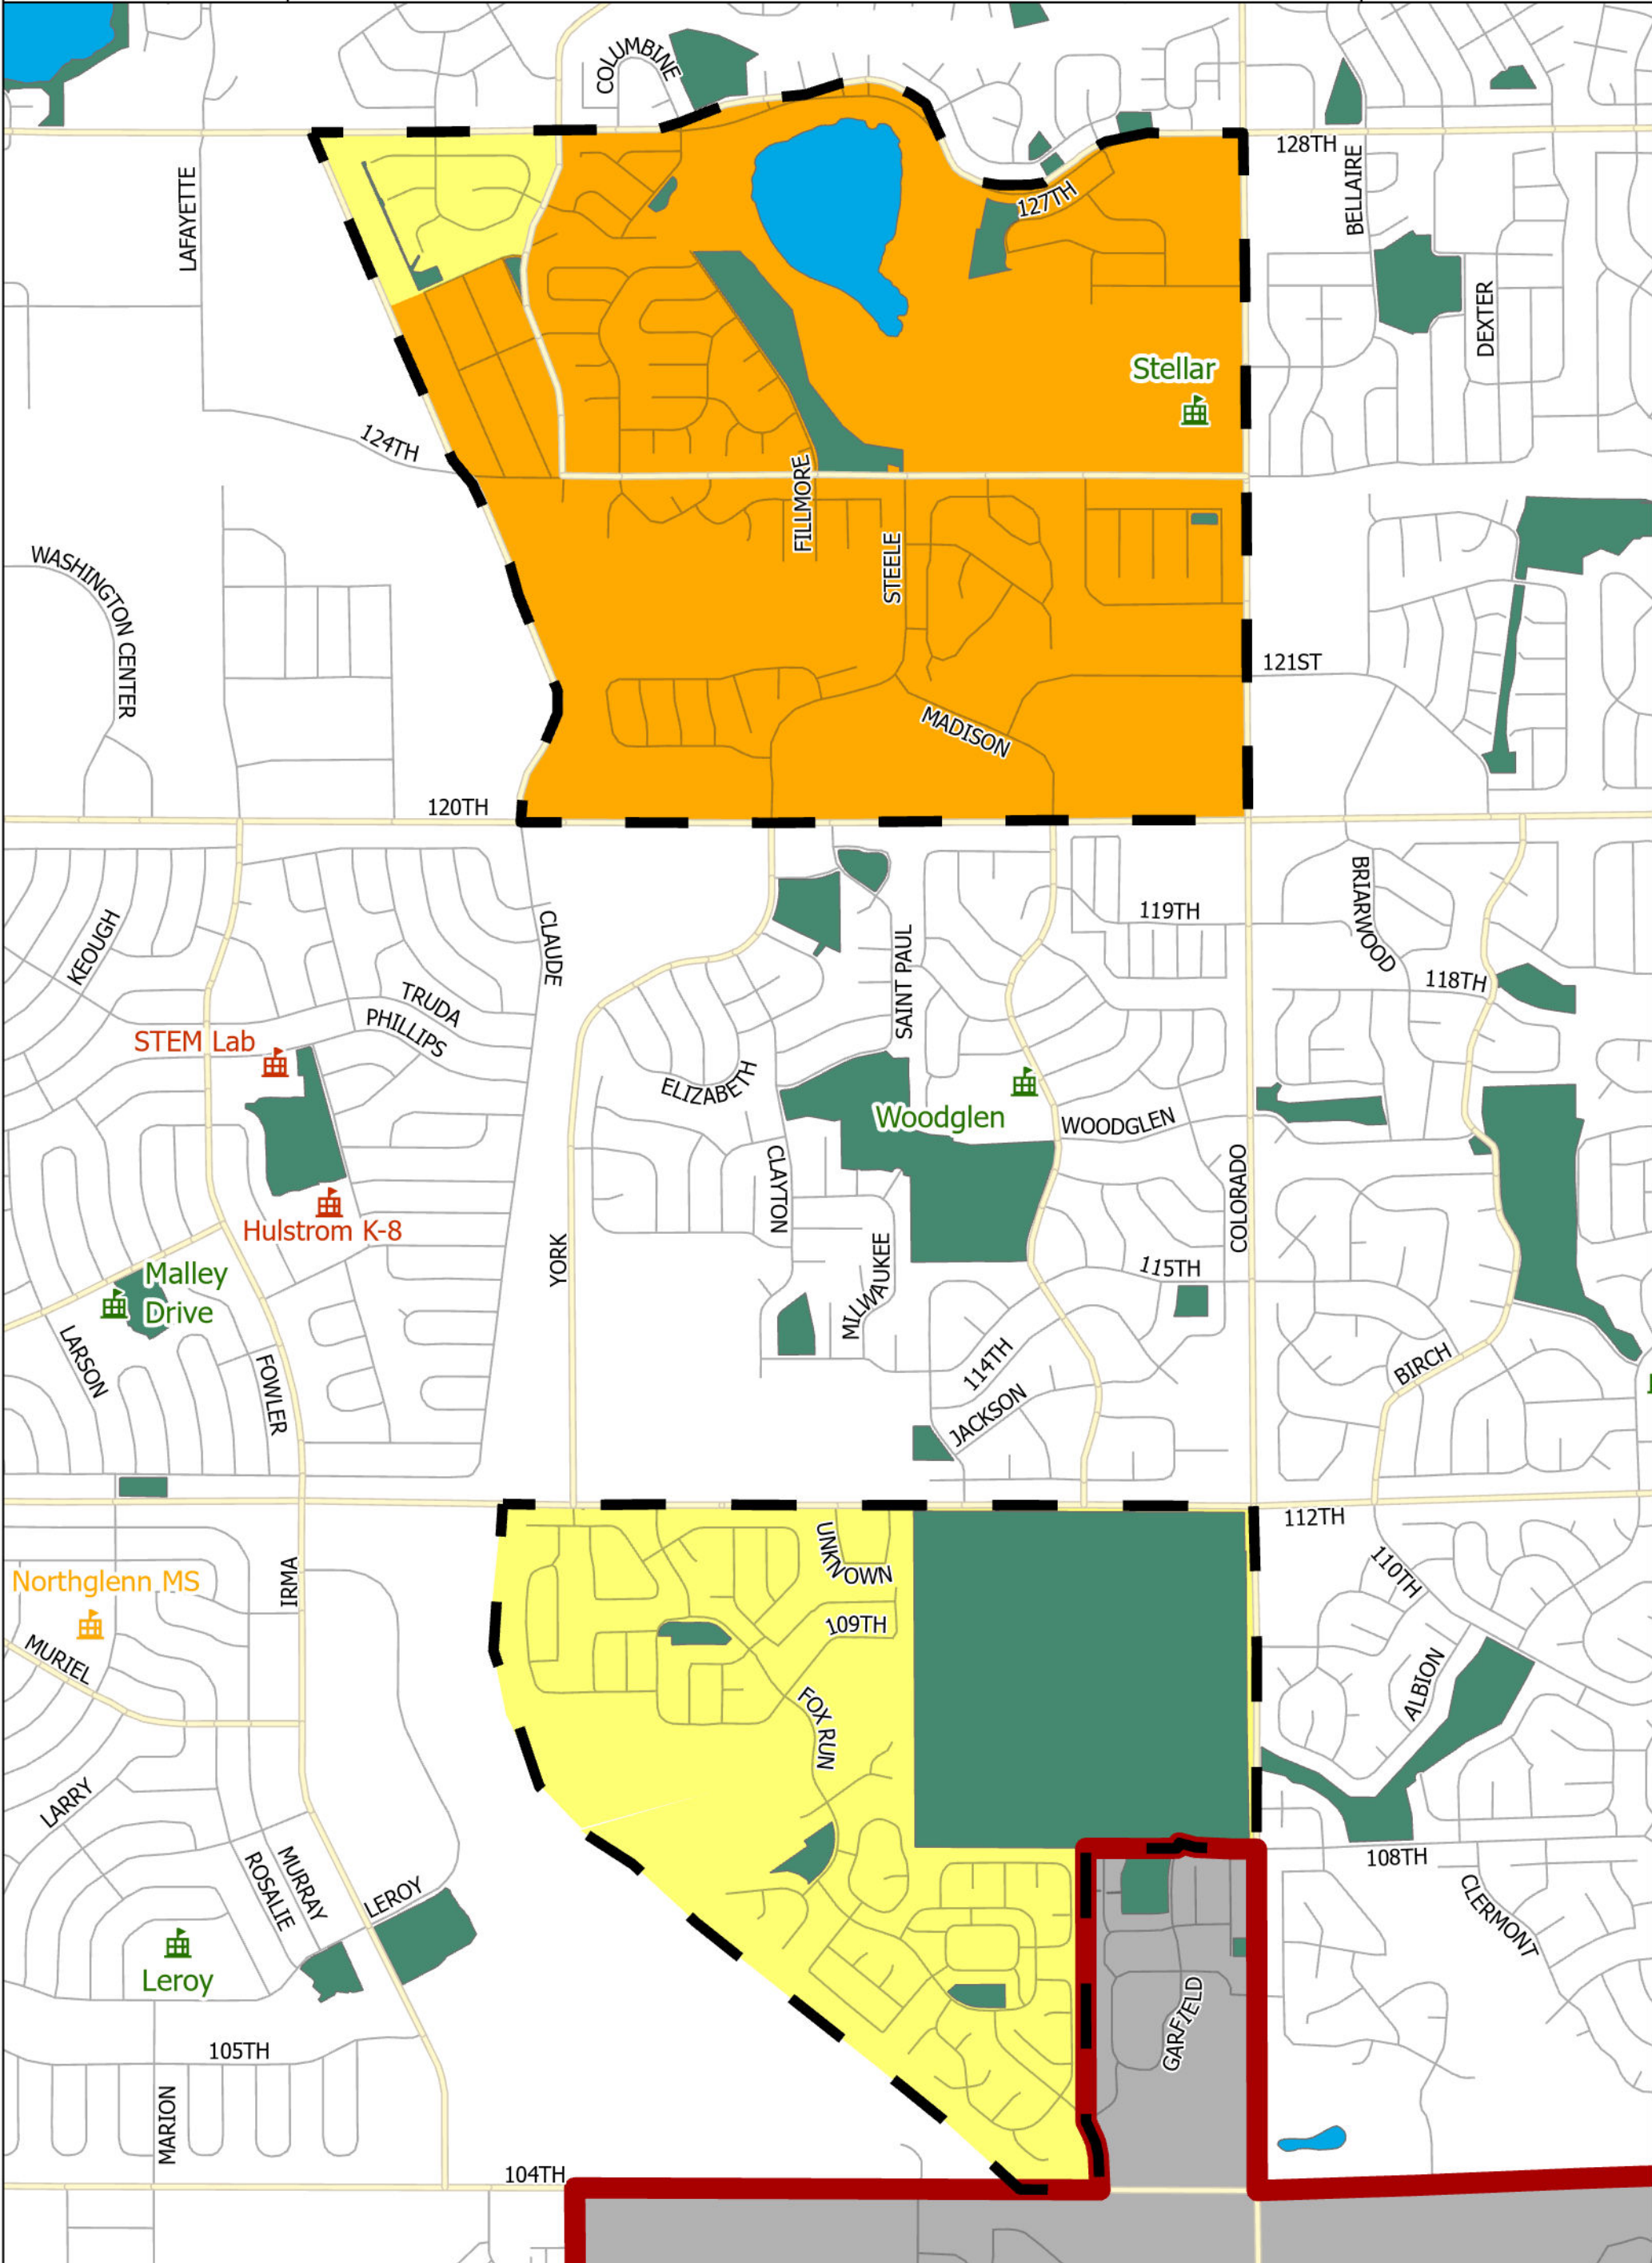 COLUMBINE
128TH
LAFAYETTE
BELLAIRE
127TH
DEXTER
Stellar
124TH
FILLMORE
STEELE
WASHINGTON CENTER
121ST
MADISON
120TH
BRIARWOOD
119TH
KEOUGH
CLAUDE
SAINT PAUL
118TH
TRUDA
PHILLIPS
STEM Lab
ELIZABETH
Woodglen
WOODGLEN
CLAYTON
COLORADO
Hulstrom K-8
YORK
MILWAUKEE
115TH
Malley
Drive
LARSON
FOWLER
114TH
BIRCH
JACKSON
112TH
UNKNOWN
110TH
IRMA
Northglenn MS
109TH
MURIEL
ALBION
FOX RUN
LARRY
108TH
MURRAY
ROSALIE
LEROY
CLERMONT
Leroy
GARFIELD
105TH
MARION
104TH